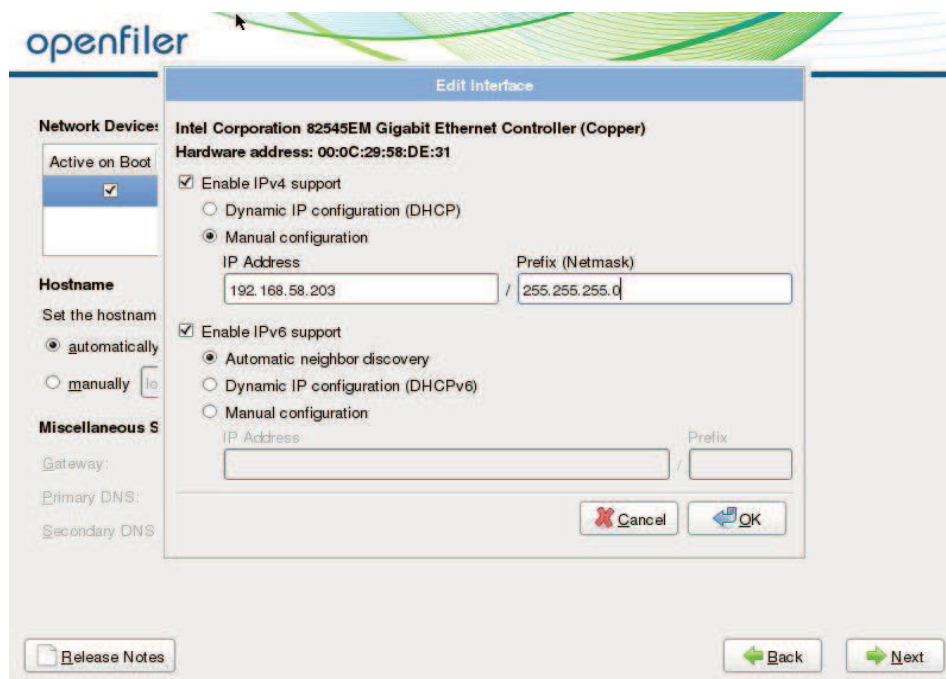 openfiler
Edit Interface
Network Devices
Intel Corporation 82545EM Gigabit Ethernet Controller (Copper)
Hardware address: 00:0C:29:58:DE:31
Active on Boot
Enable IPv4 support
Dynamic IP configuration (DHCP)
Manual configuration
IP Address
Prefix (Netmask)
192.168.58.203 / 255.255.255.0
Hostname
Set the hostnam
automatically
manually lo
Enable IPv6 support
Automatic neighbor discovery
Dynamic IP configuration (DHCPv6)
Manual configuration
IP Address
Prefix
/
Miscellaneous S
Gateway:
Primary DNS:
Secondary DNS
Cancel
OK
Release Notes
Back
Next